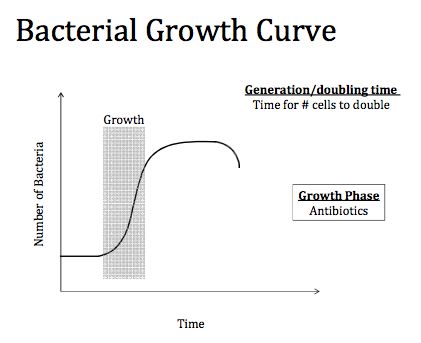 Bacterial Growth Curve
Generation/doubling time
Time for # cells to double
Growth
Number of Bacteria
Growth Phase
Antibiotics
Time